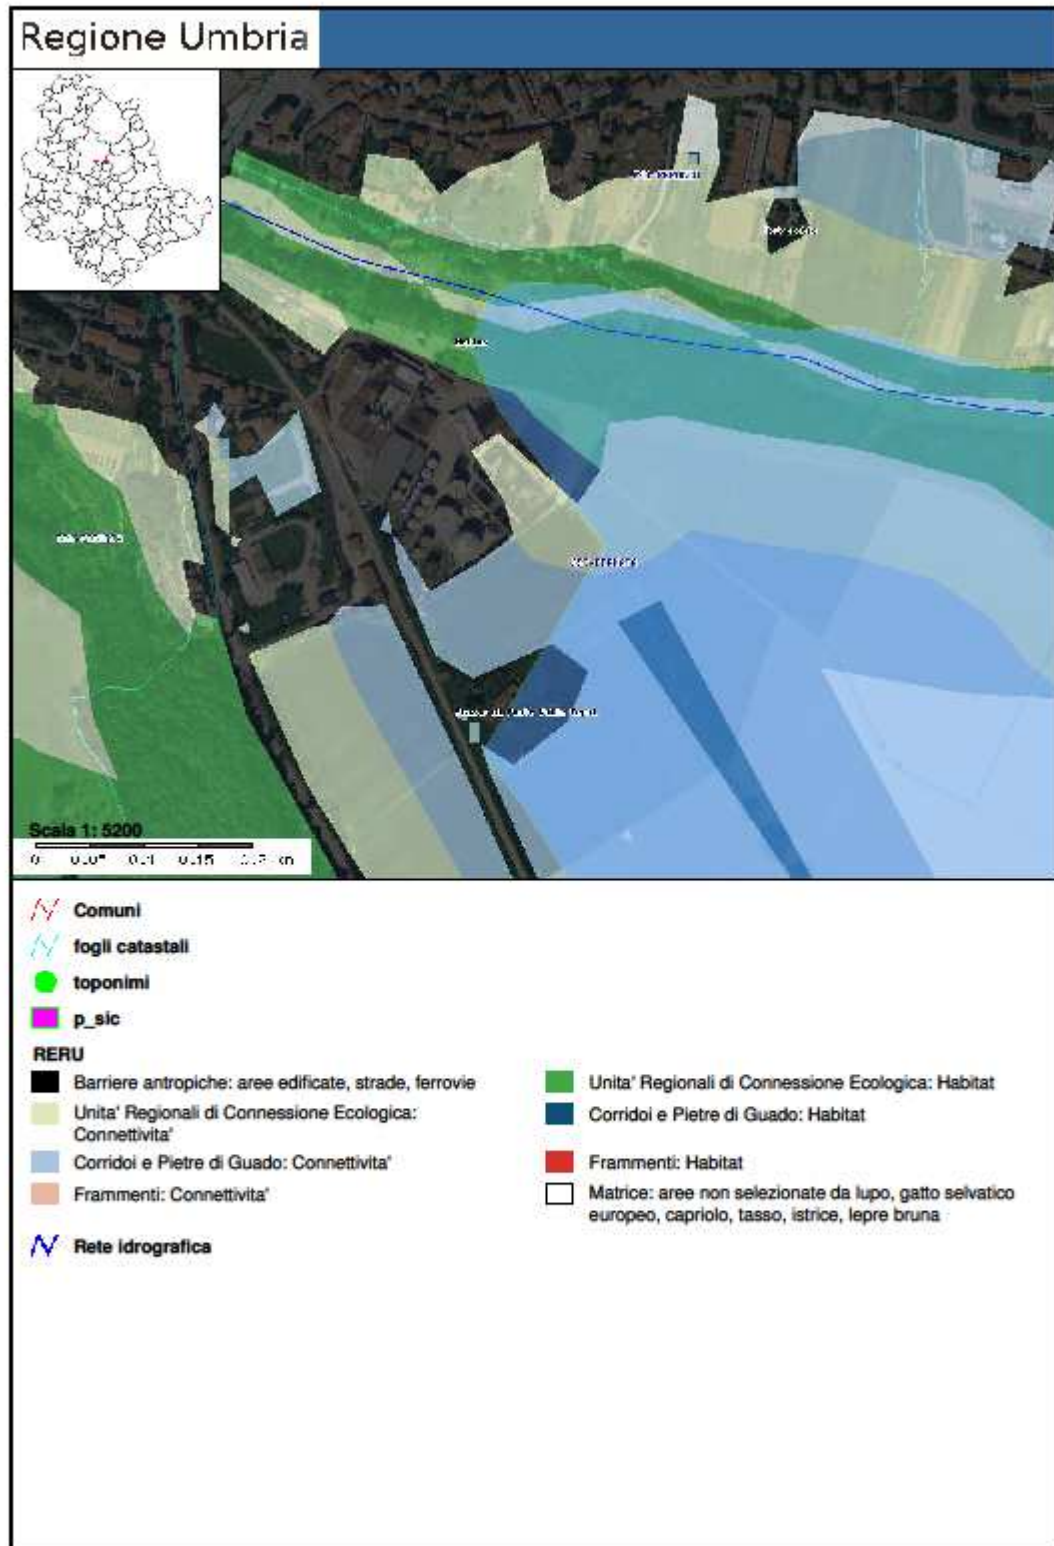 Regione Umbria
Scala 1: 5200
Comuni
fogli catastali
toponimi
p_sic
RERU
Barriere antropiche: aree edificate, strade, ferrovie
Unita' Regionali di Connessione Ecologica:
Connettivita'
Corridoi e Pietre di Guado: Connettivita'
Frammenti: Connettivita'
Unita' Regionali di Connessione Ecologica: Habitat
Corridoi e Pietre di Guado: Habitat
Frammenti: Habitat
Matrice: aree non selezionate da lupo, gatto selvatico
europeo, capriolo, tasso, istrice, lepre bruna
Rete idrografica